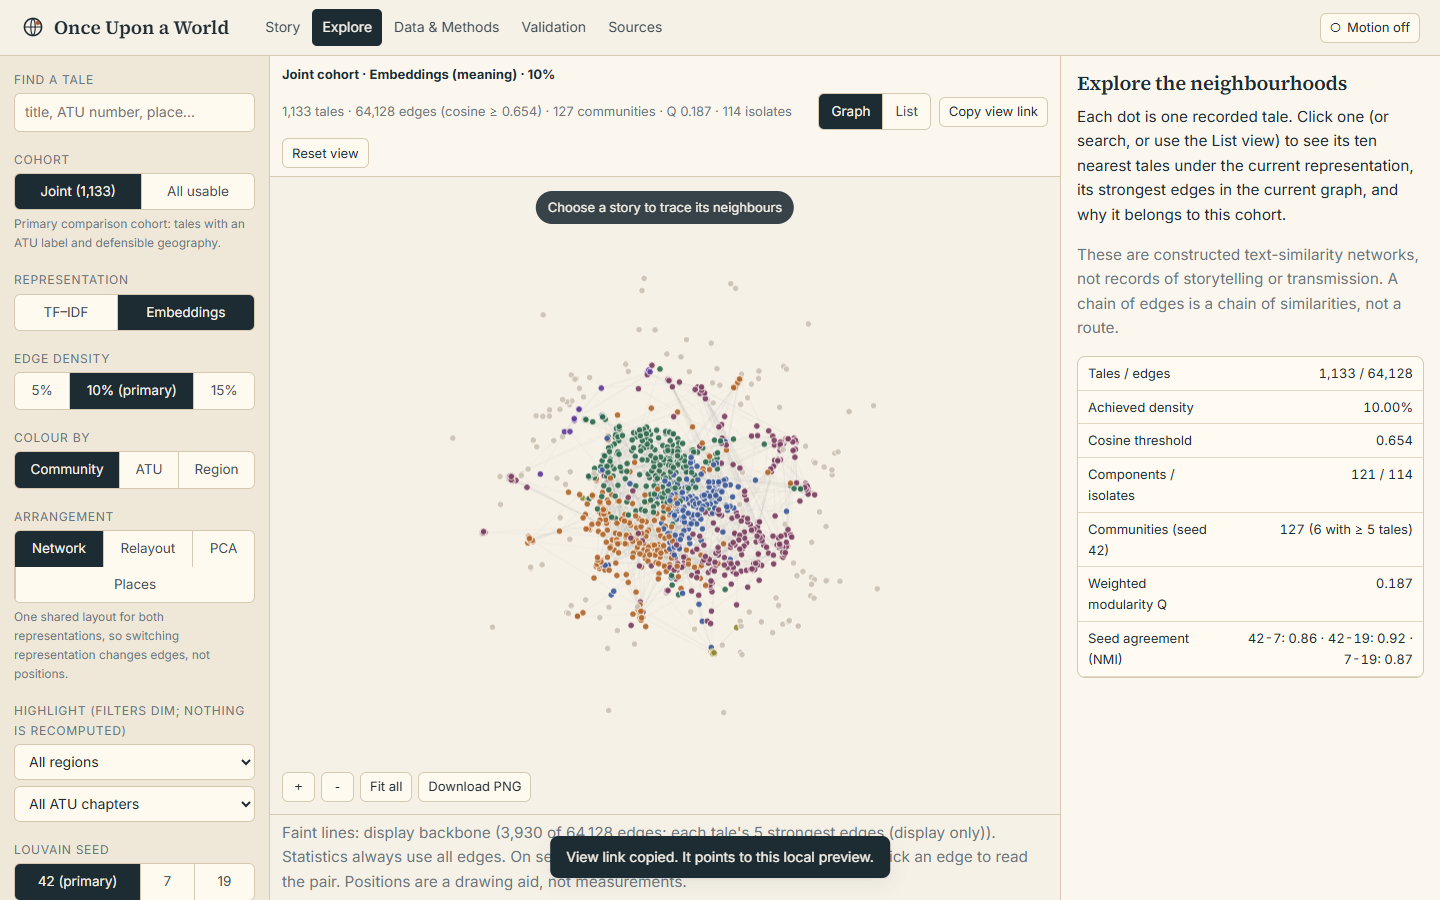 Once Upon a World
Story
Explore
Data & Methods
Validation
Sources
Motion off
FIND A TALE
title, ATU number, place...
COHORT
Joint (1,133)
All usable
Primary comparison cohort: tales with an
ATU label and defensible geography.
REPRESENTATION
TF–IDF
Embeddings
EDGE DENSITY
5%
10% (primary)
15%
COLOUR BY
Community
ATU
Region
ARRANGEMENT
Network
Relayout
PCA
Places
One shared layout for both
representations, so switching
representation changes edges, not
positions.
HIGHLIGHT (FILTERS DIM; NOTHING
IS RECOMPUTED)
All regions
All ATU chapters
LOUVAIN SEED
42 (primary)
7
19
Joint cohort · Embeddings (meaning) · 10%
1,133 tales · 64,128 edges (cosine ≥ 0.654) · 127 communities · Q 0.187 · 114 isolates
Graph
List
Copy view link
Reset view
Choose a story to trace its neighbours
+
-
Fit all
Download PNG
Faint lines: display backbone (3,930 of 64,128 edges; each tale's 5 strongest edges (display only)).
Statistics always use all edges. On se
ick an edge to read
the pair. Positions are a drawing aid, not measurements.
View link copied. It points to this local preview.
Explore the neighbourhoods
Each dot is one recorded tale. Click one (or
search, or use the List view) to see its ten
nearest tales under the current representation,
its strongest edges in the current graph, and
why it belongs to this cohort.
These are constructed text-similarity networks,
not records of storytelling or transmission. A
chain of edges is a chain of similarities, not a
route.
Tales / edges 1,133 / 64,128
Achieved density 10.00%
Cosine threshold 0.654
Components / 121 / 114
isolates
Communities (seed 127 (6 with ≥ 5 tales)
42)
Weighted 0.187
modularity Q
Seed agreement 42-7: 0.86 · 42-19: 0.92 ·
(NMI) 7-19: 0.87